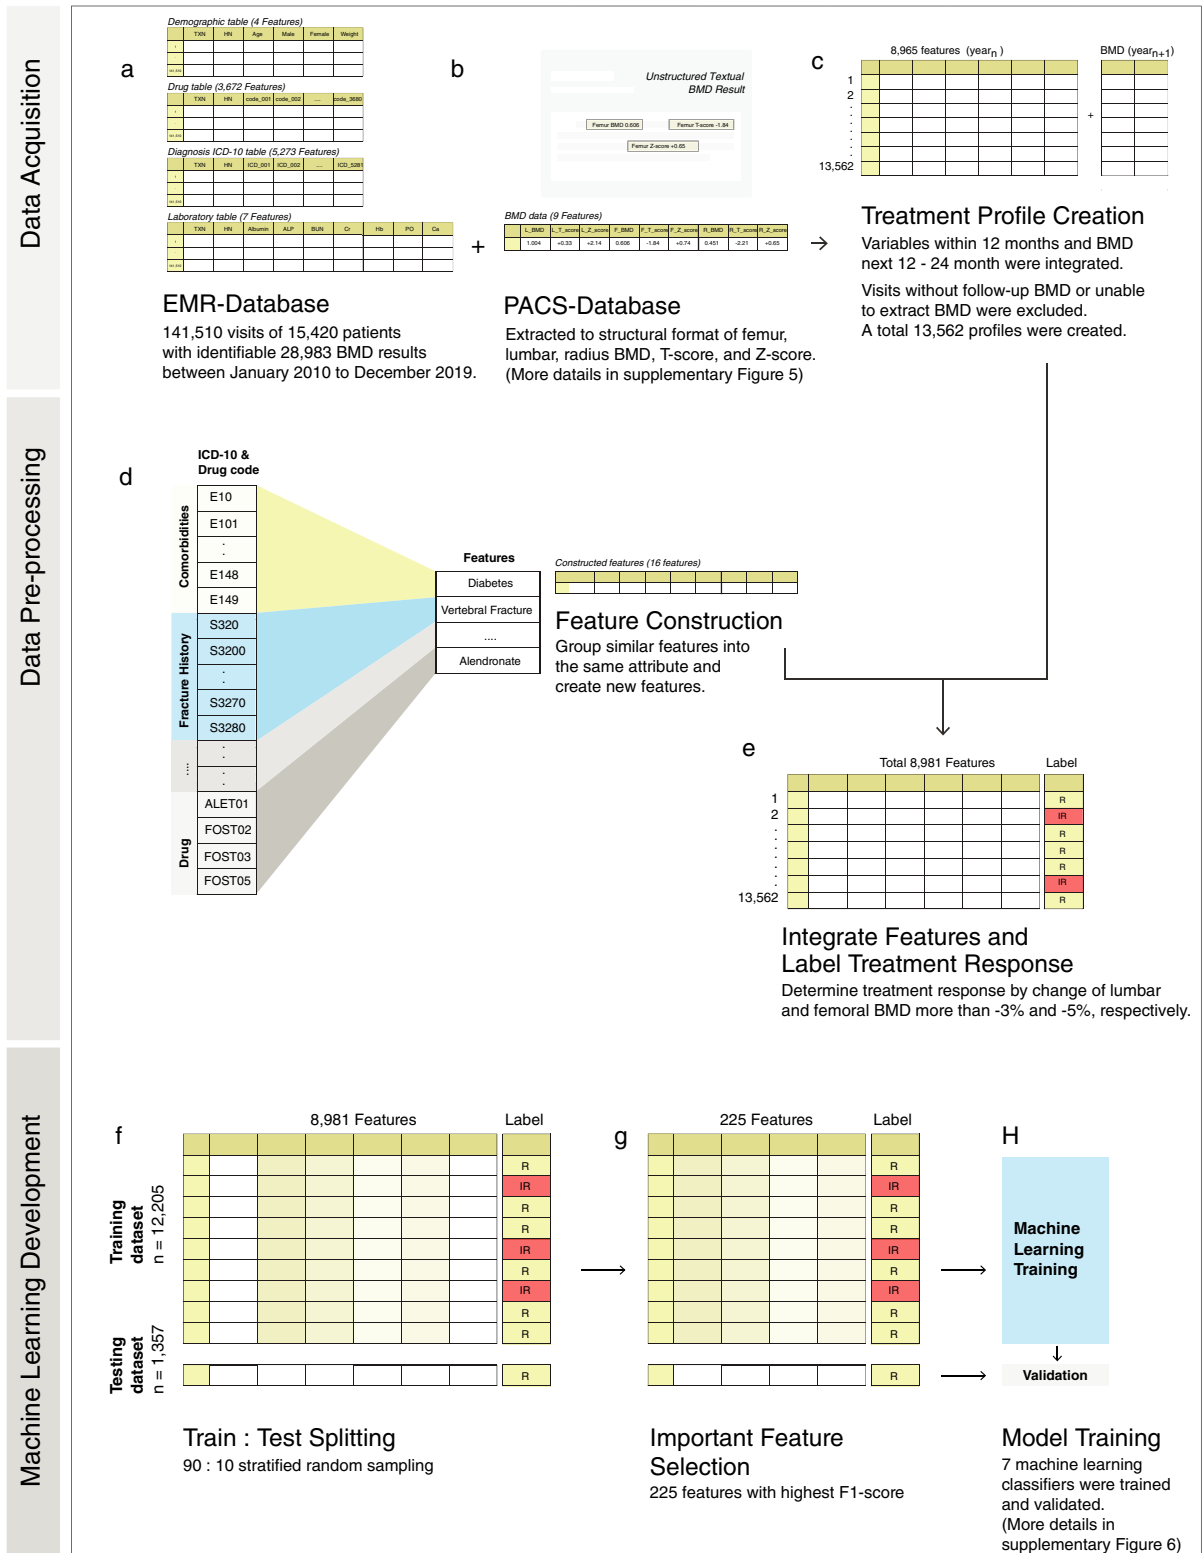 Data Acquisition
a
Demographic table (4 Features)
TXN HN Age Male Female Weight
1
141,510
Drug table (3,672 Features)
TXN HN code_001 code_002 .... code_3680
1
141,510
Diagnosis ICD-10 table (5,273 Features)
TXN HN ICD_001 ICD_002 .... ICD_5281
1
141,510
Laboratory table (7 Features)
TXN HN Albumin ALP BUN Cr Hb PO Ca
1
141,510
EMR-Database
141,510 visits of 15,420 patients
with identifiable 28,983 BMD results
between January 2010 to December 2019.
+
b
Unstructured Textual
BMD Result
Femur BMD 0.606 Femur T-score -1.84
Femur Z-score +0.65
BMD data (9 Features)
L_BMD L_T_score L_Z_score F_BMD F_T_score F_Z_score R_BMD R_T_score R_Z_score
1.004 +0.33 +2.14 0.606 -1.84 +0.74 0.451 -2.21 +0.65
→
PACS-Database
Extracted to structural format of femur,
lumbar, radius BMD, T-score, and Z-score.
(More datails in supplementary Figure 5)
c
8,965 features (year n ) BMD (year n+1)
1
2
.
.
.
.
13,562
+
Treatment Profile Creation
Variables within 12 months and BMD
next 12 - 24 month were integrated.
Visits without follow-up BMD or unable
to extract BMD were excluded.
A total 13,562 profiles were created.
Data Pre-processing
d
ICD-10 &
Drug code
Comorbidities
E10
E101
:
E148
E149
Fracture History
S320
S3200
:
S3270
S3280
....
:
:
Drug
ALET01
FOST02
FOST03
FOST05
Features
Diabetes
Vertebral Fracture
....
Alendronate
Constructed features (16 features)
Feature Construction
Group similar features into
the same attribute and
create new features.
e
Total 8,981 Features Label
1 R
2 IR
. R
. R
. R
. IR
13,562 R
Integrate Features and
Label Treatment Response
Determine treatment response by change of lumbar
and femoral BMD more than -3% and -5%, respectively.
Machine Learning Development
f
8,981 Features Label
Training
dataset
n = 12,205
R
IR
R
R
IR
R
IR
R
R
Testing
dataset
n = 1,357
R
Train : Test Splitting
90 : 10 stratified random sampling
g
225 Features Label
R
IR
R
R
IR
R
IR
R
R
R
Important Feature
Selection
225 features with highest F1-score
H
Machine
Learning
Training
Validation
Model Training
7 machine learning
classifiers were trained
and validated.
(More details in
supplementary Figure 6)